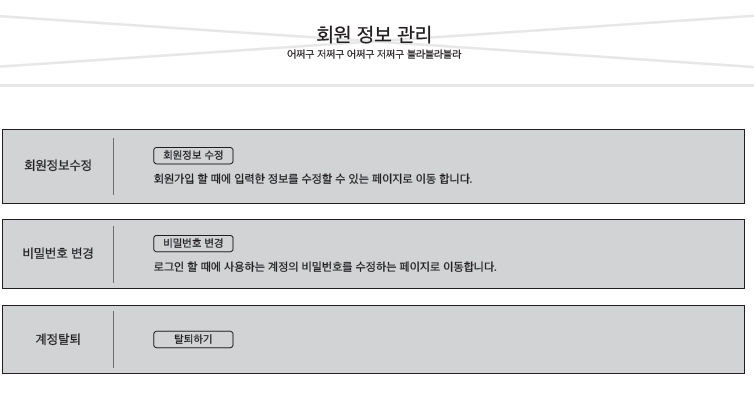 회원 정보 관리
어쩌구 저쩌구 어쩌구 저쩌구 블라블라블라
회원정보수정
회원정보 수정
회원가입 할 때에 입력한 정보를 수정할 수 있는 페이지로 이동 합니다.
비밀번호 변경
비밀번호 변경
로그인 할 때에 사용하는 계정의 비밀번호를 수정하는 페이지로 이동합니다.
계정탈퇴
탈퇴하기